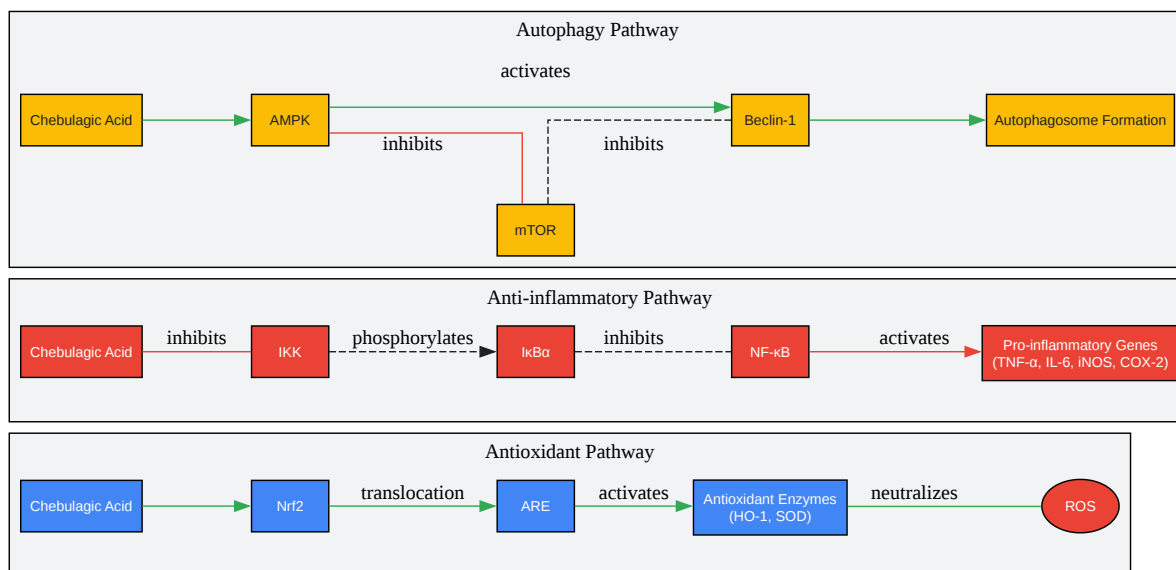 Autophagy Pathway
activates
Chebulagic Acid
AMPK
Beclin-1
Autophagosome Formation
inhibits
inhibits
mTOR
Anti-inflammatory Pathway
inhibits
phosphorylates
inhibits
activates
Chebulagic Acid
IKK
IκBα
NF-κB
Pro-inflammatory Genes
(TNF-α, IL-6, iNOS, COX-2)
Antioxidant Pathway
translocation
activates
neutralizes
Chebulagic Acid
Nrf2
ARE
Antioxidant Enzymes
(HO-1, SOD)
ROS